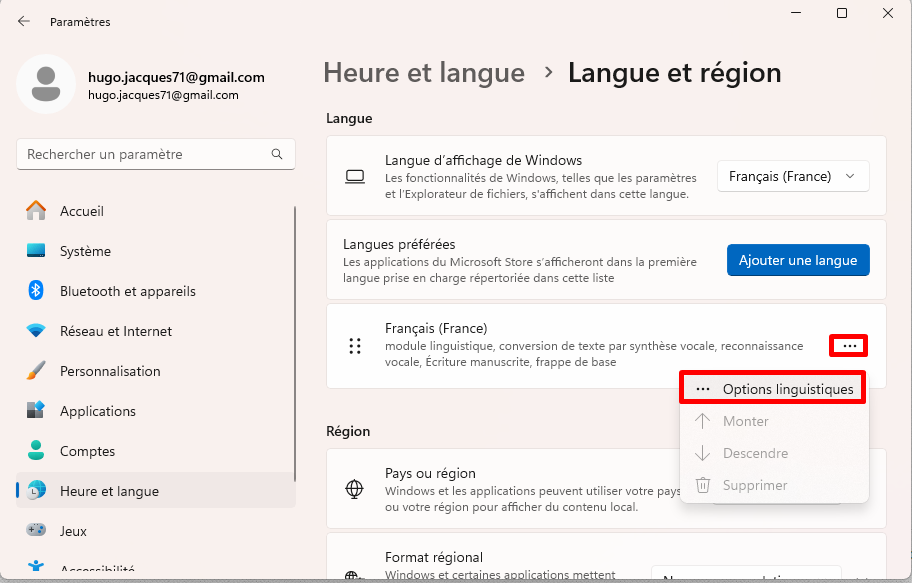 Paramètres
hugo.jacques71@gmail.com
hugo.jacques71@gmail.com
Rechercher un paramètre
Accueil
Système
Bluetooth et appareils
Réseau et Internet
Personnalisation
Applications
Comptes
Heure et langue
Jeux
Accessibilité
Heure et langue > Langue et région
Langue
Langue d'affichage de Windows
Les fonctionnalités de Windows, telles que les paramètres
et l'Explorateur de fichiers, s'affichent dans cette langue.
Français (France)
Langues préférées
Les applications du Microsoft Store s'afficheront dans la première
langue prise en charge répertoriée dans cette liste
Ajouter une langue
Français (France)
module linguistique, conversion de texte par synthèse vocale, reconnaissance
vocale, Écriture manuscrite, frappe de base
Options linguistiques
Monter
Descendre
Supprimer
Région
Pays ou région
Windows et les applications peuvent utiliser votre pays
ou votre région pour afficher du contenu local.
Format régional
Windows et certaines applications mettent